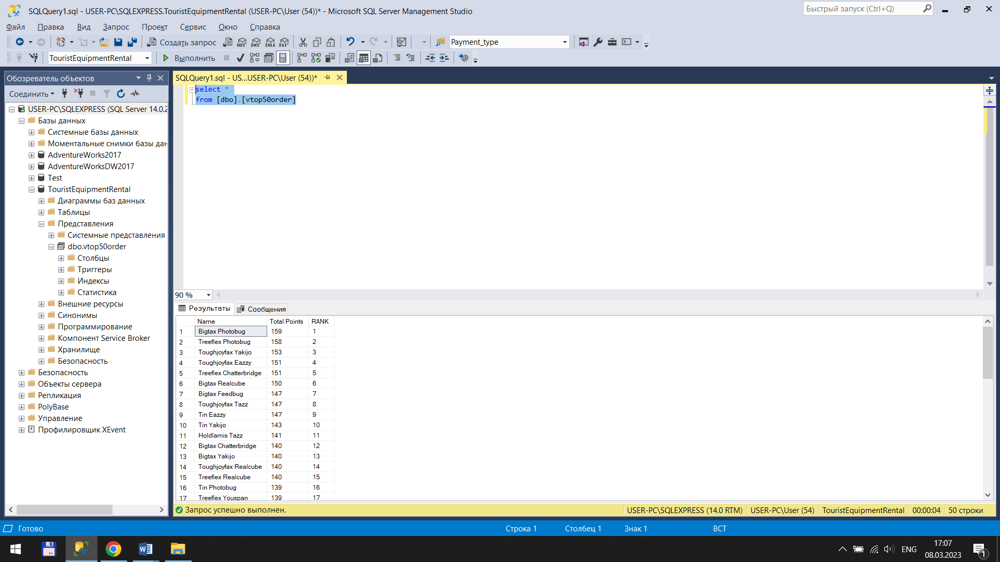 SQLQuery1.sql - USER-PC\SQLEXPRESS.TouristEquipmentRental (USER-PC\User (54))* - Microsoft SQL Server Management Studio
Быстрый запуск (Ctrl+Q)
Файл Правка Вид Запрос Проект Сервис Окно Справка
Создать запрос MDX DMX XMLA DAX Payment_type
TouristEquipmentRental Выполнить
Обозреватель объектов
Соединить
USER-PC\SQLEXPRESS (SQL Server 14.0.2
Базы данных
Системные базы данных
Моментальные снимки базы дан
AdventureWorks2017
AdventureWorksDW2017
Test
TouristEquipmentRental
Диаграммы баз данных
Таблицы
Представления
Системные представления
dbo.vtop50order
Столбцы
Триггеры
Индексы
Статистика
Внешние ресурсы
Синонимы
Программирование
Компонент Service Broker
Хранилище
Безопасность
Безопасность
Объекты сервера
Репликация
PolyBase
Управление
Профилировщик XEvent
SQLQuery1.sql - US...USER-PC\User (54))*
select *
from [dbo].[vtop50order]
90 %
Результаты Сообщения
Name Total Points RANK
1 Bigtax Photobug 159 1
2 Treeflex Photobug 158 2
3 Toughjoyfax Yakijo 153 3
4 Toughjoyfax Eazzy 151 4
5 Treeflex Chatterbridge 151 5
6 Bigtax Realcube 150 6
7 Bigtax Feedbug 147 7
8 Toughjoyfax Tazz 147 8
9 Tin Eazzy 147 9
10 Tin Yakijo 143 10
11 Holdlamis Tazz 141 11
12 Bigtax Chatterbridge 140 12
13 Bigtax Yakijo 140 13
14 Toughjoyfax Realcube 140 14
15 Treeflex Realcube 140 15
16 Tin Photobug 139 16
17 Treeflex Youspan 139 17
Запрос успешно выполнен. USER-PC\SQLEXPRESS (14.0 RTM) USER-PC\User (54) TouristEquipmentRental 00:00:04 50 строки
Готово Строка 1 Столбец 1 Знак 1 ВСТ
ENG 17:07
08.03.2023
1